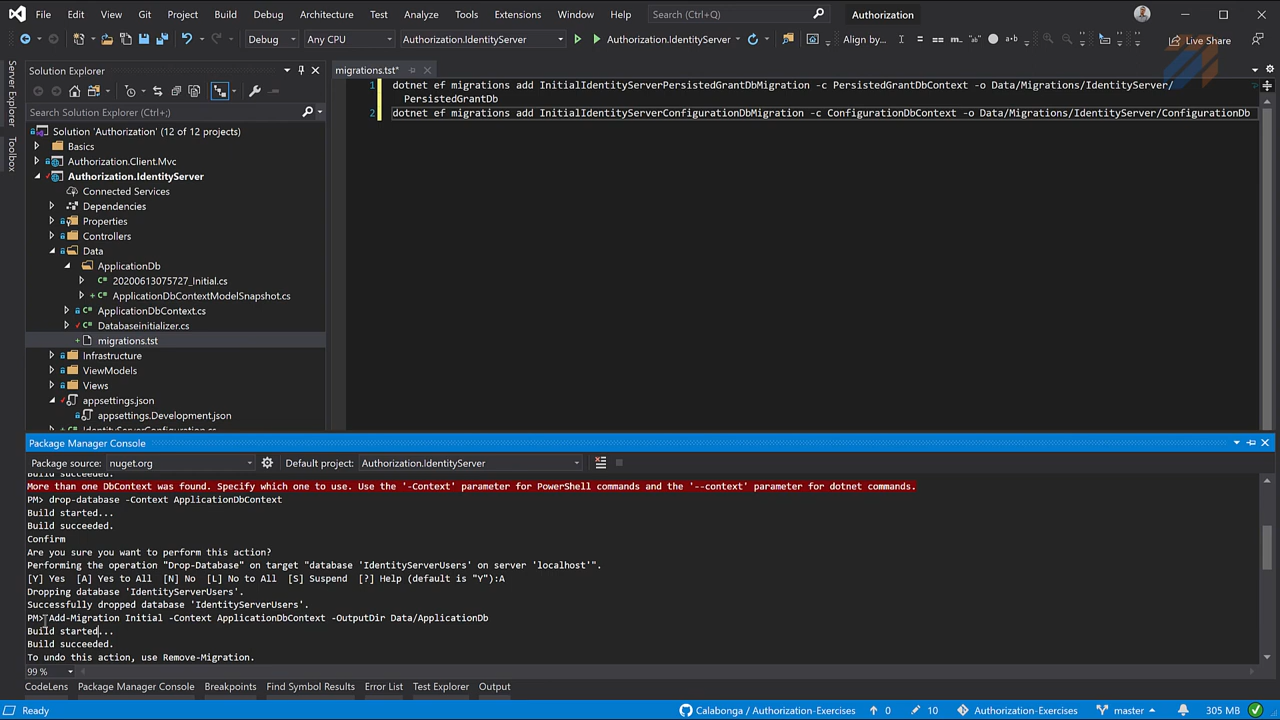 File Edit View Git Project Build Debug Architecture Test Analyze Tools Extensions Window Help Search (Ctrl+;) Authorization
Debug Any CPU Authorization.IdentityServer Authorization.IdentityServer Align by... Live Share
Server Explorer
Toolbox
Solution Explorer
Search Solution Explorer (Ctrl+;)
Solution 'Authorization' (12 of 12 projects)
Basics
Authorization.Client.Mvc
Authorization.IdentityServer
Connected Services
Dependencies
Properties
Controllers
Data
ApplicationDb
20200613075727_Initial.cs
ApplicationDbContextModelSnapshot.cs
ApplicationDbContext.cs
Databaseinitializer.cs
migrations.tst
Infrastructure
ViewModels
Views
appsettings.json
appsettings.Development.json
IdentityServerConfiguration.cs
migrations.tst*
1 dotnet ef migrations add InitialIdentityServerPersistedGrantDbMigration -c PersistedGrantDbContext -o Data/Migrations/IdentityServer/
PersistedGrantDb
2 dotnet ef migrations add InitialIdentityServerConfigurationDbMigration -c ConfigurationDbContext -o Data/Migrations/IdentityServer/ConfigurationDb
Package Manager Console
Package source: nuget.org Default project: Authorization.IdentityServer
Build succeeded.
More than one DbContext was found. Specify which one to use. Use the '-Context' parameter for PowerShell commands and the '--context' parameter for dotnet commands.
PM> drop-database -Context ApplicationDbContext
Build started...
Build succeeded.
Confirm
Are you sure you want to perform this action?
Performing the operation "Drop-Database" on target "database 'IdentityServerUsers' on server 'localhost'".
[Y] Yes [A] Yes to All [N] No [L] No to All [S] Suspend [?] Help (default is "Y"):A
Dropping database 'IdentityServerUsers'.
Successfully dropped database 'IdentityServerUsers'.
PM> Add-Migration Initial -Context ApplicationDbContext -OutputDir Data/ApplicationDb
Build started...
Build succeeded.
To undo this action, use Remove-Migration.
99 %
CodeLens Package Manager Console Breakpoints Find Symbol Results Error List Test Explorer Output
Ready Calabonga / Authorization-Exercises 0 10 Authorization-Exercises master 305 MB